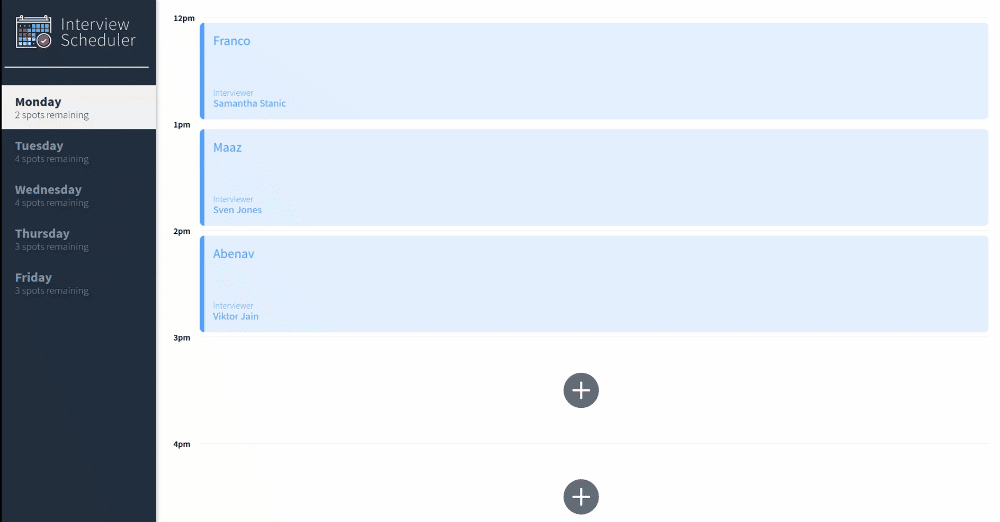 Interview
Scheduler
Monday
2 spots remaining
Tuesday
4 spots remaining
Wednesday
4 spots remaining
Thursday
3 spots remaining
Friday
3 spots remaining
12pm
Franco
Interviewer
Samantha Stanic
1pm
Maaz
Interviewer
Sven Jones
2pm
Abenav
Interviewer
Viktor Jain
3pm
4pm